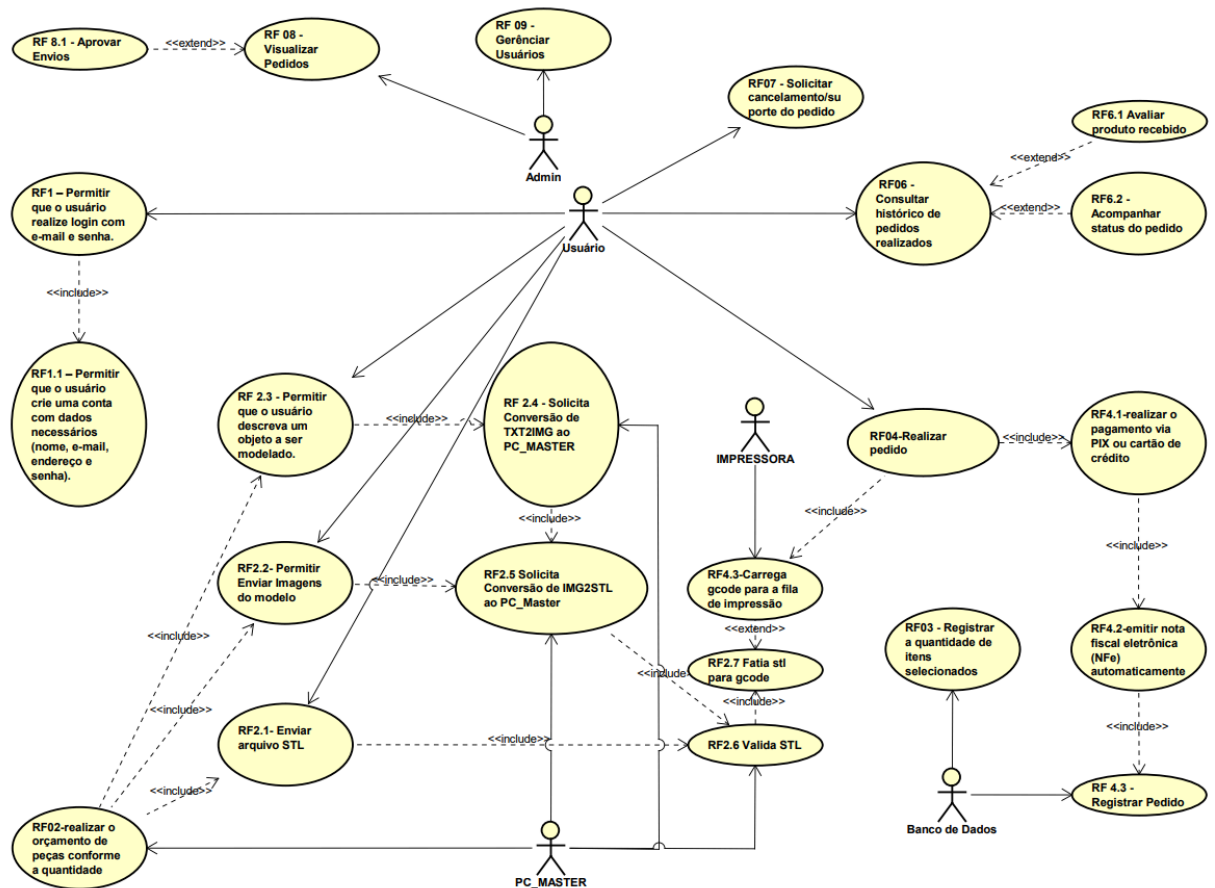 RF 8.1 - Aprovar
Envios
<<extend>>
RF 08 -
Visualizar
Pedidos
RF 09 -
Gerênciar
Usuários
Admin
RF07 - Solicitar
cancelamento/su
porte do pedido
RF6.1 Avaliar
produto recebido
<<extend>>
RF06 -
Consultar
histórico de
pedidos
realizados
<<extend>>
RF6.2 -
Acompanhar
status do pedido
RF1 – Permitir
que o usuário
realize login com
e-mail e senha.
Usuário
<<include>>
RF1.1 – Permitir
que o usuário
crie uma conta
com dados
necessários
(nome, e-mail,
endereço e
senha).
RF 2.3 - Permitir
que o usuário
descreva um
objeto a ser
modelado.
<<include>>
RF 2.4 - Solicita
Conversão de
TXT2IMG ao
PC_MASTER
IMPRESSORA
RF04-Realizar
pedido
<<include>>
RF4.1-realizar o
pagamento via
PIX ou cartão de
crédito
<<include>>
<<include>>
<<include>>
RF2.2- Permitir
Enviar Imagens
do modelo
<<include>>
RF2.5 Solicita
Conversão de IMG2STL
ao PC_Master
RF4.3-Carrega
gcode para a fila
de impressão
<<extend>>
RF2.7 Fatia stl
para gcode
<<include>>
RF2.6 Valida STL
<<include>>
RF03 - Registrar
a quantidade de
itens
selecionados
RF4.2-emitir nota
fiscal eletrônica
(NFe)
automaticamente
<<include>>
<<include>>
<<include>>
RF2.1- Enviar
arquivo STL
<<include>>
<<include>>
RF02-realizar o
orçamento de
peças conforme
a quantidade
PC_MASTER
Banco de Dados
RF 4.3 -
Registrar Pedido